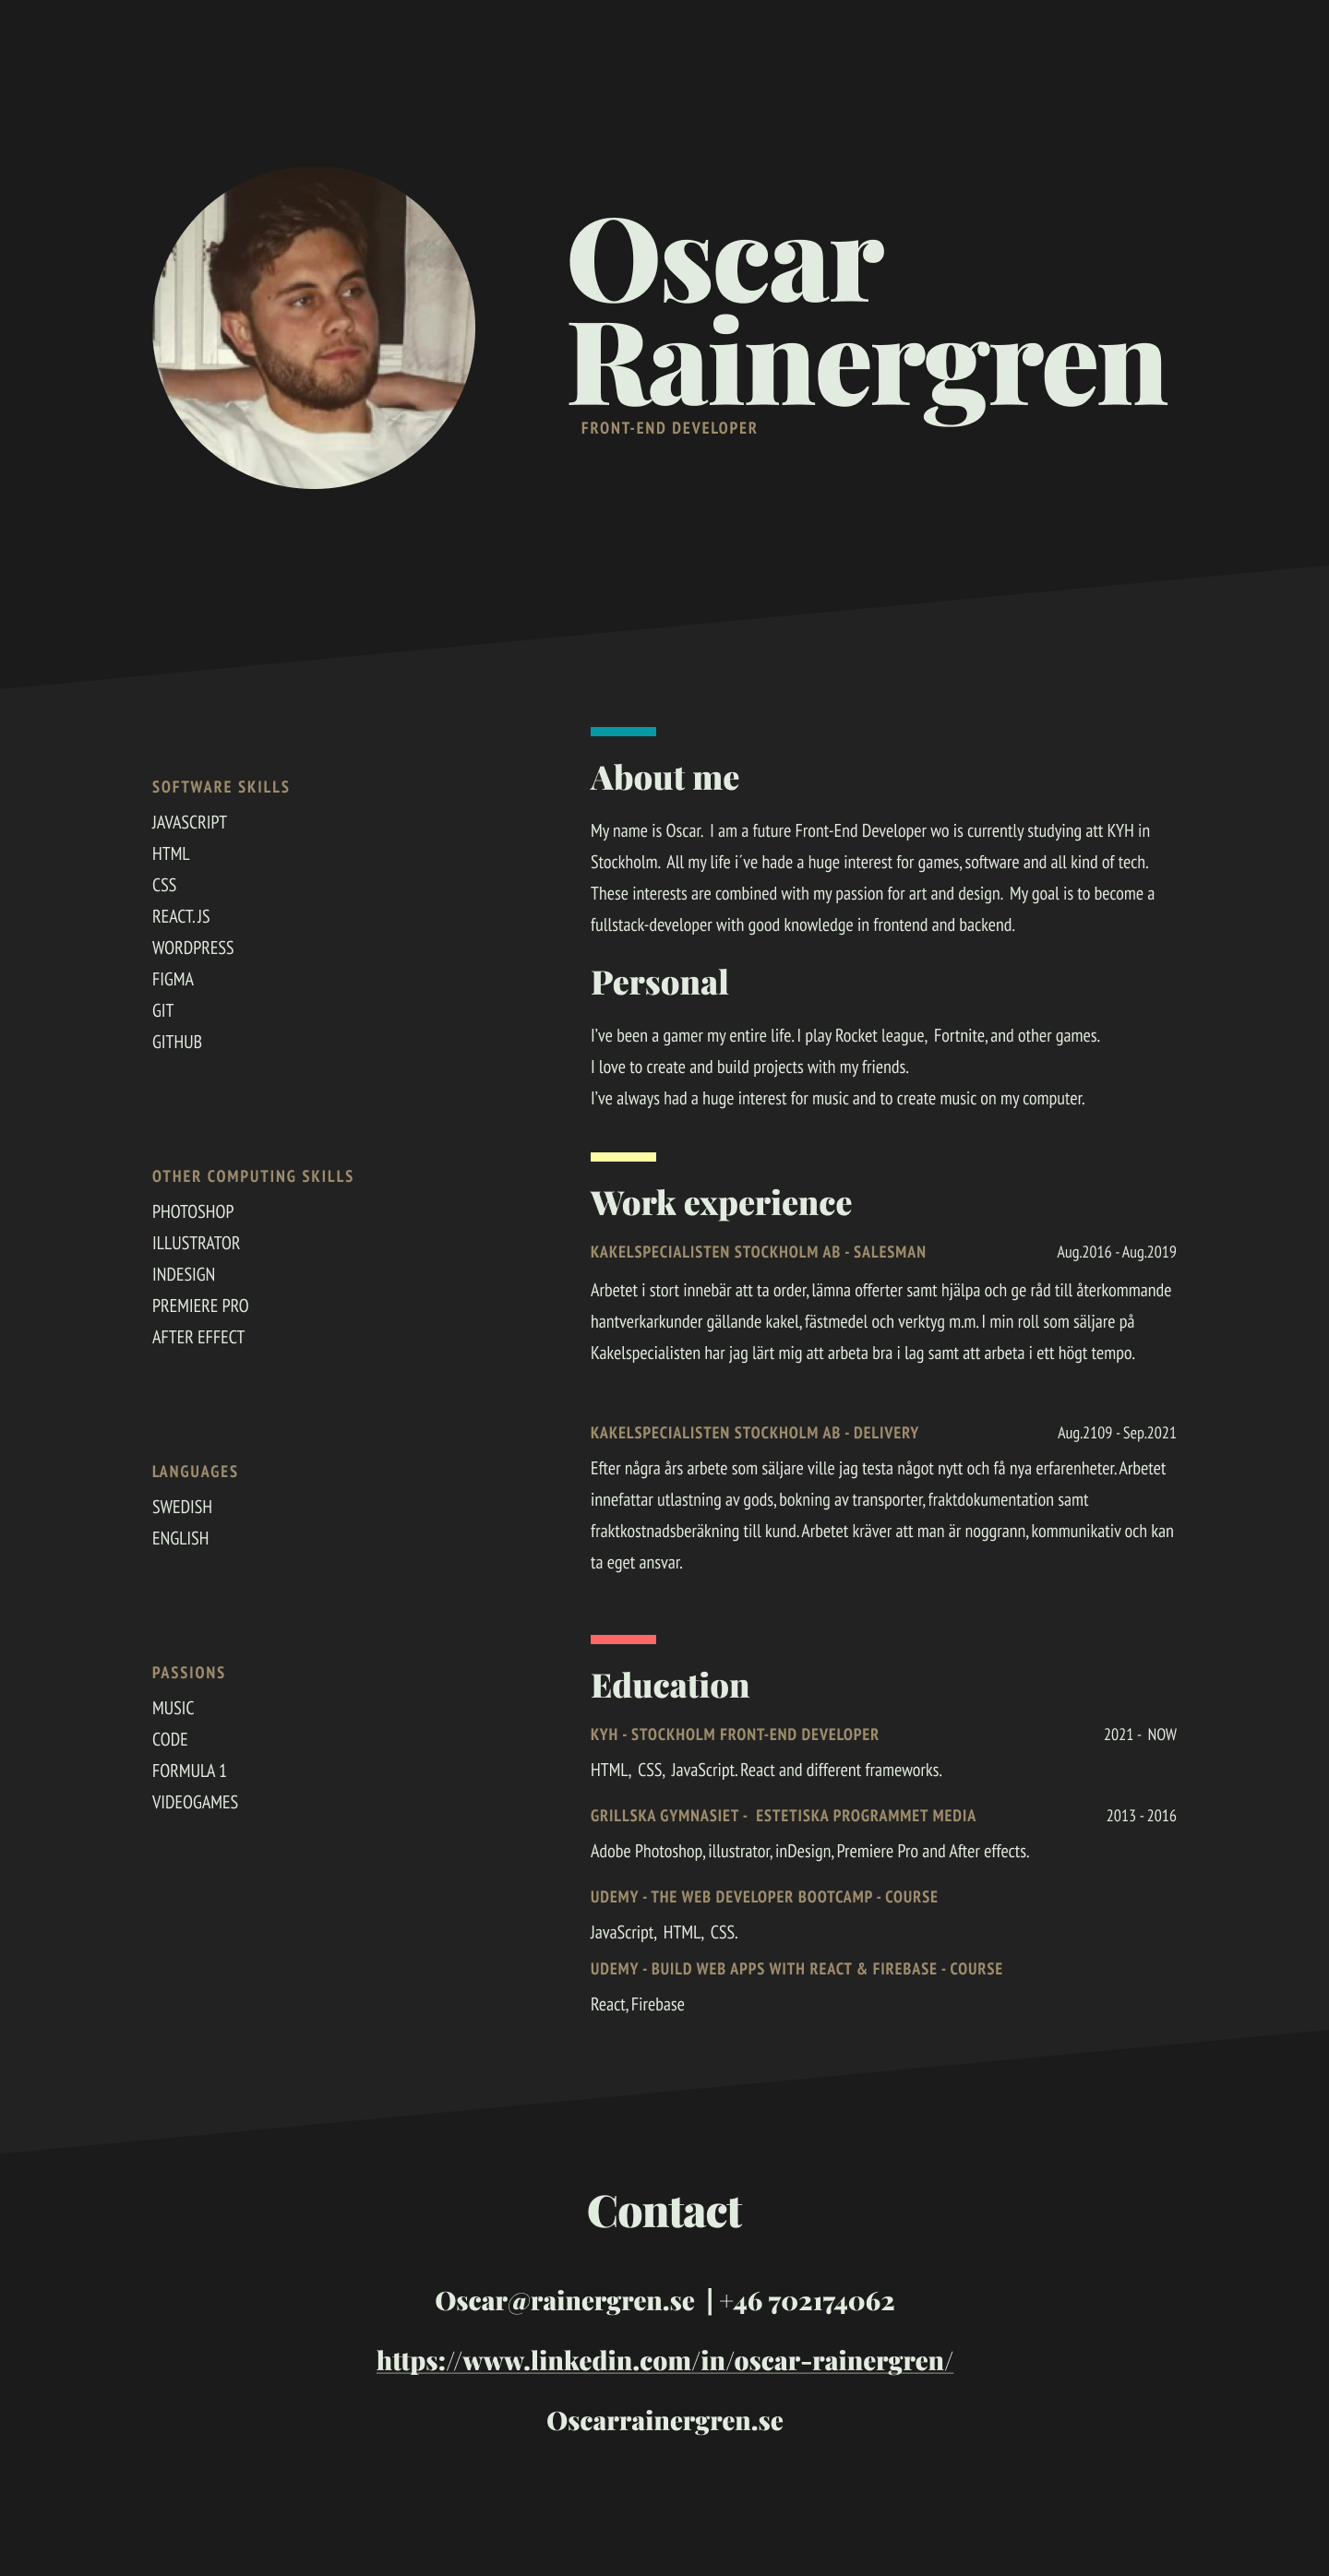 Oscar
Rainergren
FRONT-END DEVELOPER
SOFTWARE SKILLS
JAVASCRIPT
HTML
CSS
REACT.JS
WORDPRESS
FIGMA
GIT
GITHUB
OTHER COMPUTING SKILLS
PHOTOSHOP
ILLUSTRATOR
INDESIGN
PREMIERE PRO
AFTER EFFECT
LANGUAGES
SWEDISH
ENGLISH
PASSIONS
MUSIC
CODE
FORMULA 1
VIDEOGAMES
About me
My name is Oscar. I am a future Front-End Developer wo is currently studying att KYH in
Stockholm. All my life i´ve hade a huge interest for games, software and all kind of tech.
These interests are combined with my passion for art and design. My goal is to become a
fullstack-developer with good knowledge in frontend and backend.
Personal
I've been a gamer my entire life. I play Rocket league, Fortnite, and other games.
I love to create and build projects with my friends.
I've always had a huge interest for music and to create music on my computer.
Work experience
KAKELSPECIALISTEN STOCKHOLM AB - SALESMAN Aug.2016 - Aug.2019
Arbetet i stort innebär att ta order, lämna offerter samt hjälpa och ge råd till återkommande
hantverkarkunder gällande kakel, fästmedel och verktyg m.m. I min roll som säljare på
Kakelspecialisten har jag lärt mig att arbeta bra i lag samt att arbeta i ett högt tempo.
KAKELSPECIALISTEN STOCKHOLM AB - DELIVERY Aug.2109 - Sep.2021
Efter några års arbete som säljare ville jag testa något nytt och få nya erfarenheter. Arbetet
innefattar utlastning av gods, bokning av transporter, fraktdokumentation samt
fraktkostnadsberäkning till kund. Arbetet kräver att man är noggrann, kommunikativ och kan
ta eget ansvar.
Education
KYH - STOCKHOLM FRONT-END DEVELOPER 2021 - NOW
HTML, CSS, JavaScript. React and different frameworks.
GRILLSKA GYMNASIET - ESTETISKA PROGRAMMET MEDIA 2013 - 2016
Adobe Photoshop, illustrator, inDesign, Premiere Pro and After effects.
UDEMY - THE WEB DEVELOPER BOOTCAMP - COURSE
JavaScript, HTML, CSS.
UDEMY - BUILD WEB APPS WITH REACT & FIREBASE - COURSE
React, Firebase
Contact
Oscar@rainergren.se | +46 702174062
https://www.linkedin.com/in/oscar-rainergren/
Oscarrainergren.se